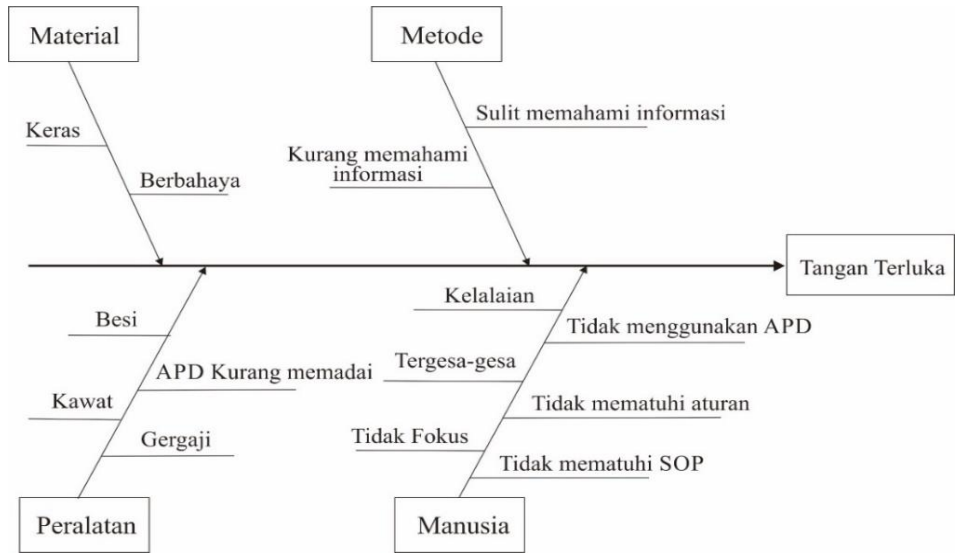 Material
Metode
Sulit memahami informasi
Keras
Kurang memahami
informasi
Berbahaya
Tangan Terluka
Kelalaian
Besi
Tidak menggunakan APD
Tergesa-gesa
APD Kurang memadai
Kawat
Tidak mematuhi aturan
Tidak Fokus
Gergaji
Tidak mematuhi SOP
Peralatan
Manusia